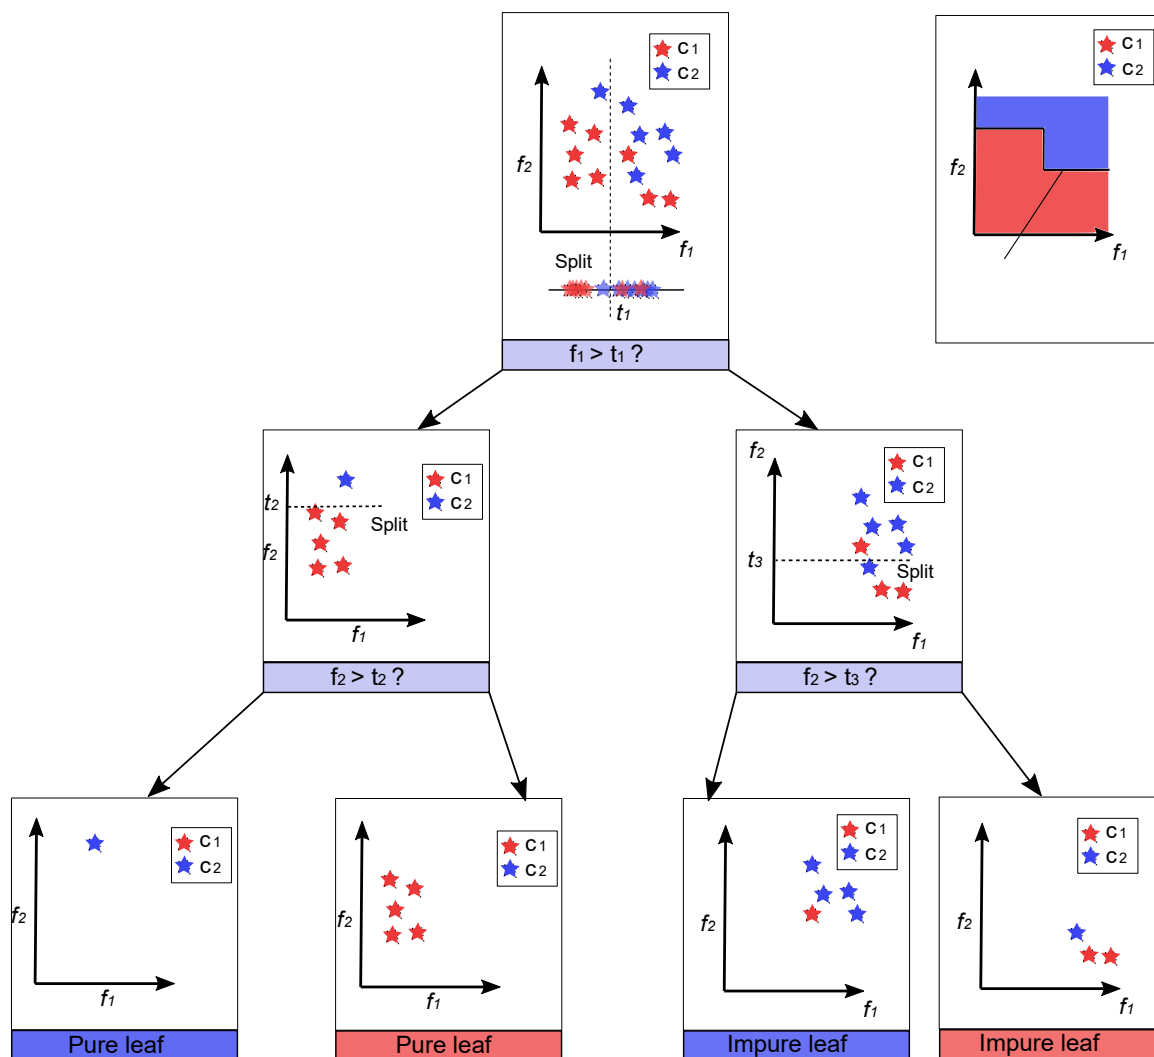 C1
C2
f2
f1
Split
t1
f1 > t1 ?
C1
C2
f2
f1
C1
C2
t2
Split
f2
f1
f2 > t2 ?
f2
C1
C2
t3
Split
f1
f2 > t3 ?
C1
C2
f2
f1
Pure leaf
C1
C2
f2
f1
Pure leaf
C1
C2
f2
f1
Impure leaf
C1
C2
f2
f1
Impure leaf